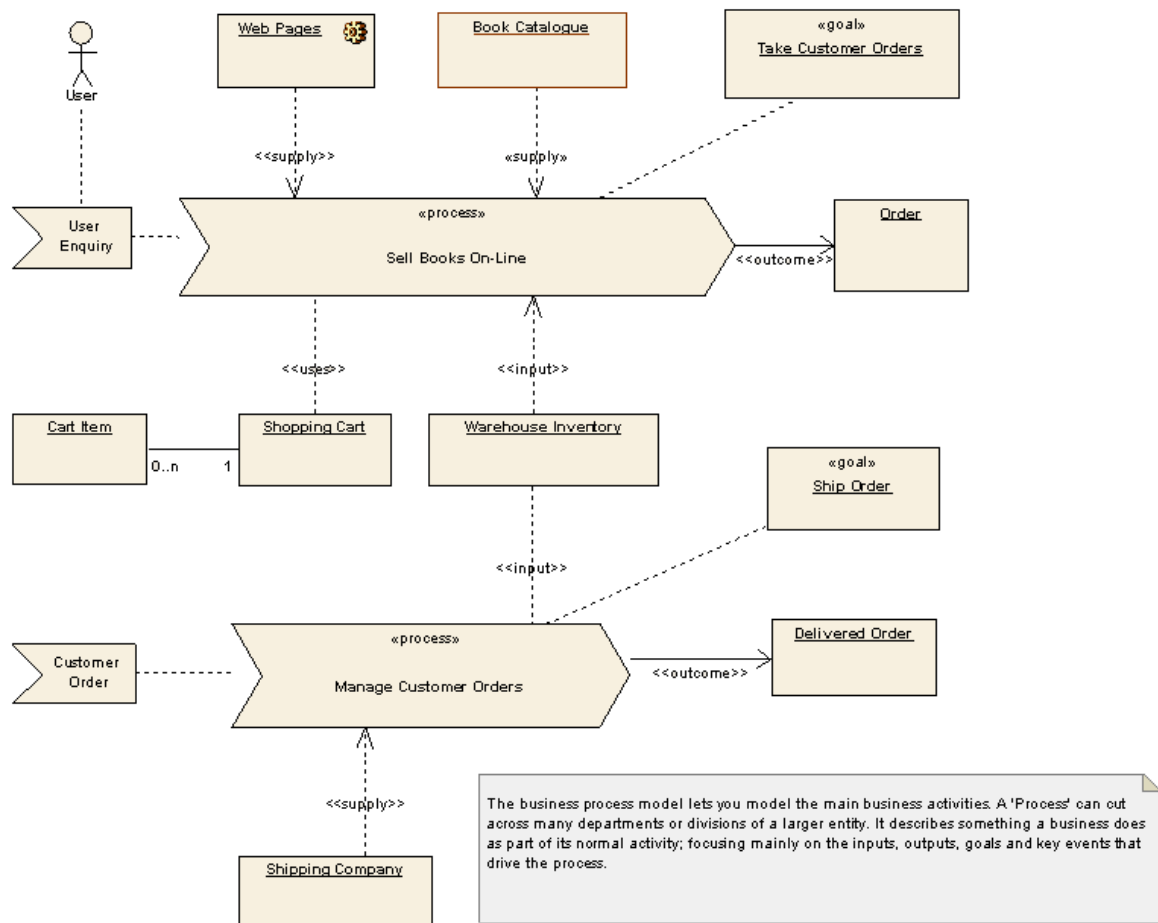 Web Pages
Book Catalogue
«goal»
Take Customer Orders
User
<<supply>>
«supply»
User
Enquiry
«process»
Sell Books On-Line
Order
<<outcome>>
<<uses>>
<<input>>
Cart Item
0..n
1
Shopping Cart
Warehouse Inventory
«goal»
Ship Order
<<input>>
Customer
Order
«process»
Manage Customer Orders
Delivered Order
<<outcome>>
<<supply>>
Shipping Company
The business process model lets you model the main business activities. A 'Process' can cut
across many departments or divisions of a larger entity. It describes something a business does
as part of its normal activity; focusing mainly on the inputs, outputs, goals and key events that
drive the process.